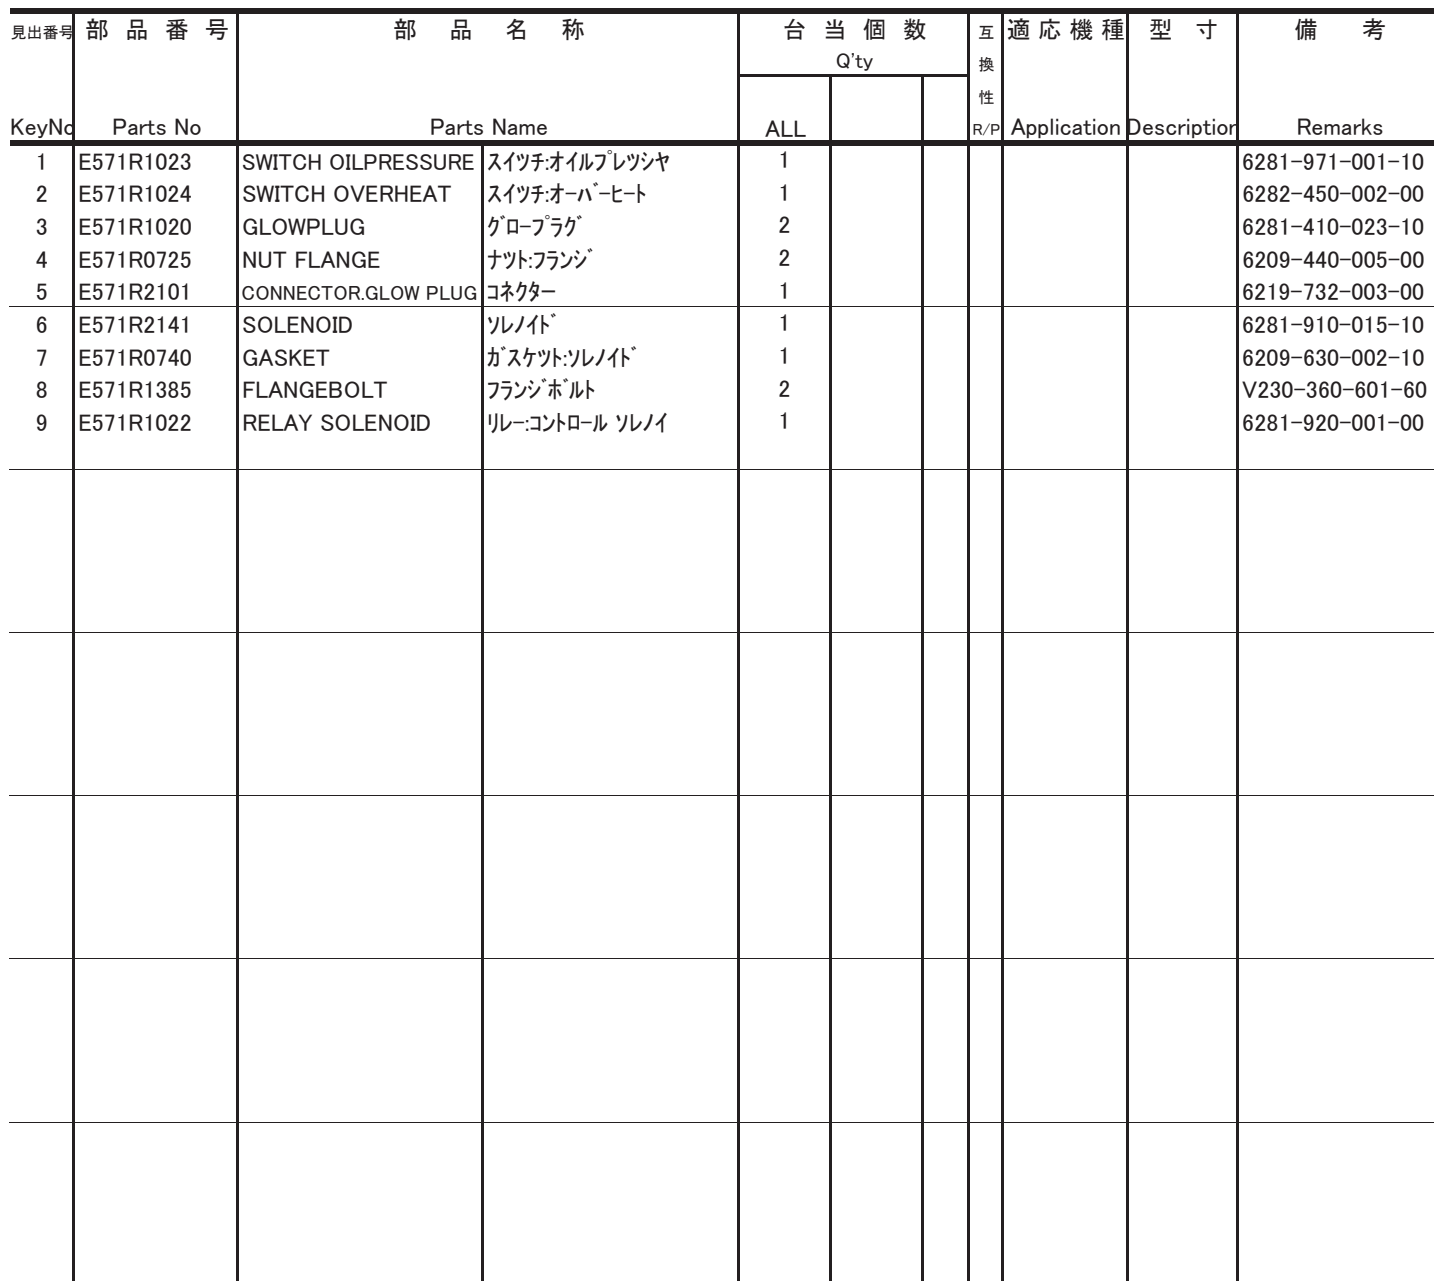 見出番号 部品番号 部品名称 台当個数 互換性 適応機種 型寸 備考
Q'ty
KeyNo Parts No Parts Name ALL R/P Application Description Remarks
1 E571R1023 SWITCH OILPRESSURE スイツチ:オイルプレツシヤ 1 6281-971-001-10
2 E571R1024 SWITCH OVERHEAT スイツチ:オーバーヒート 1 6282-450-002-00
3 E571R1020 GLOWPLUG グロープラグ 2 6281-410-023-10
4 E571R0725 NUT FLANGE ナツト:フランジ 2 6209-440-005-00
5 E571R2101 CONNECTOR.GLOW PLUG コネクター 1 6219-732-003-00
6 E571R2141 SOLENOID ソレノイド 1 6281-910-015-10
7 E571R0740 GASKET ガスケツト:ソレノイド 1 6209-630-002-10
8 E571R1385 FLANGEBOLT フランジボルト 2 V230-360-601-60
9 E571R1022 RELAY SOLENOID リレー:コントロール ソレノイ 1 6281-920-001-00